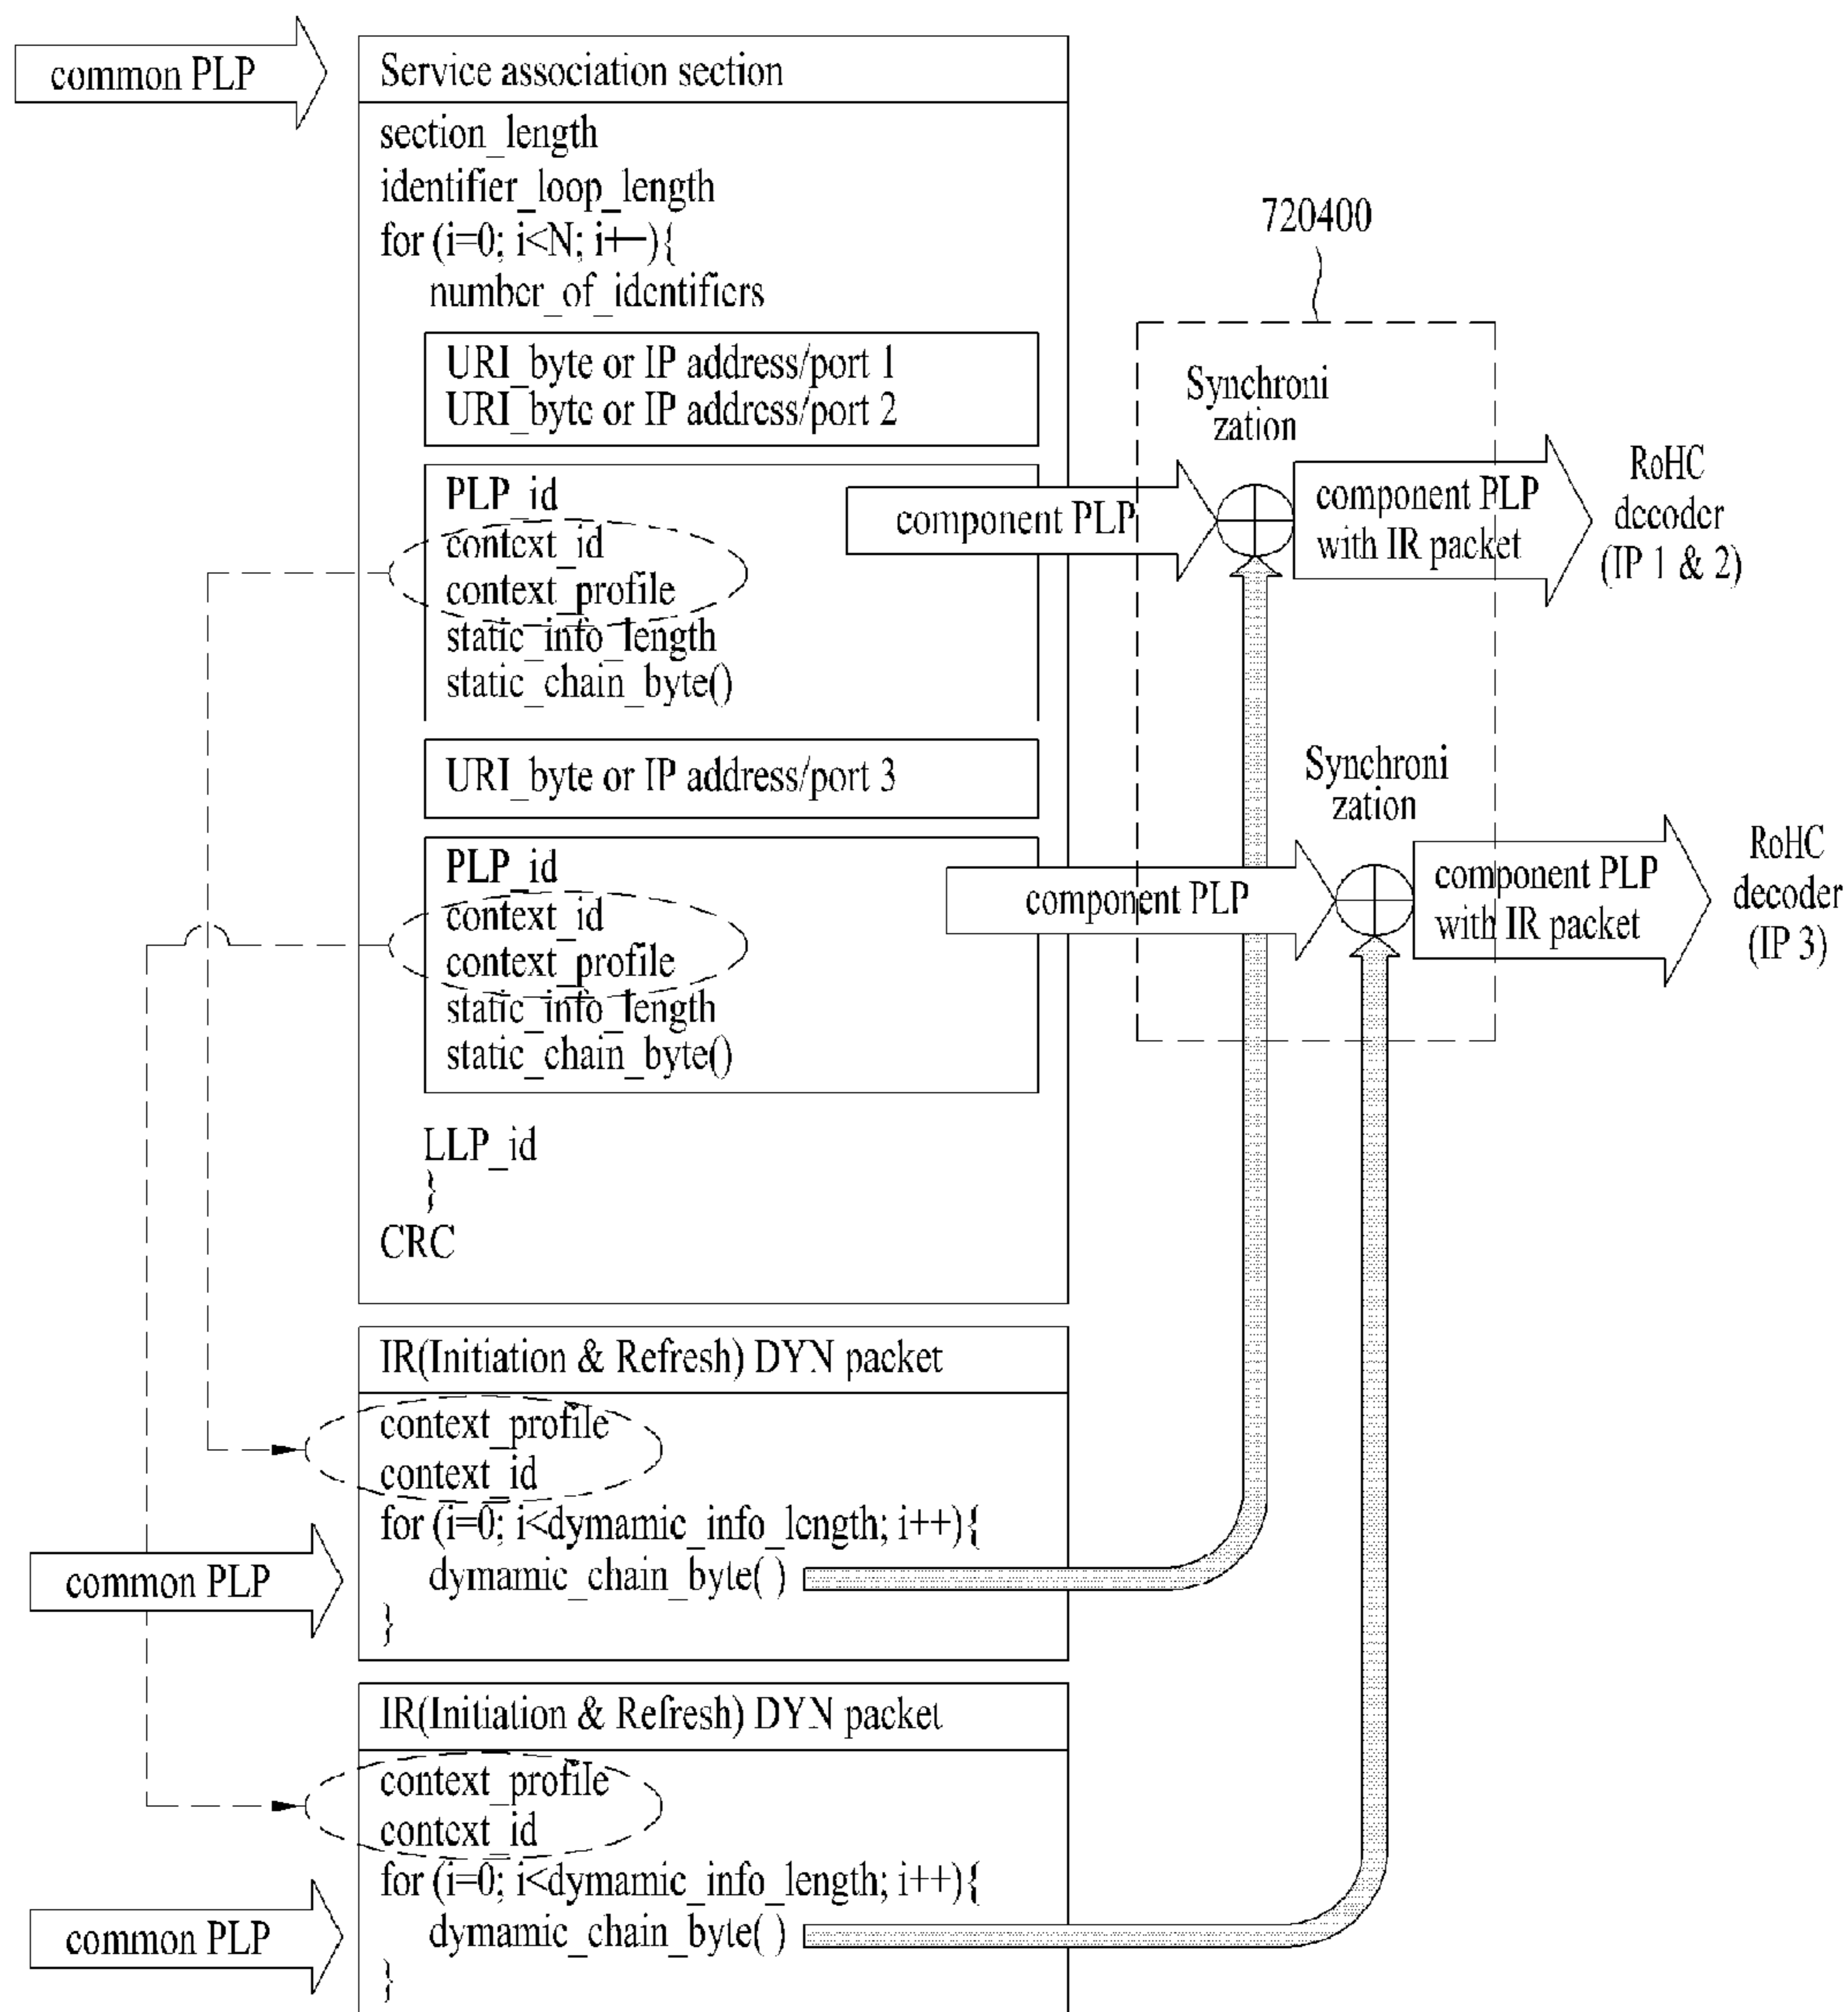 common PLP
Service association section
section_length
identifier_loop_length
for (i=0; i<N; i+-){
number_of_identifiers
URI_byte or IP address/port 1
URI_byte or IP address/port 2
PLP_id
context_id
context_profile
static_info_length
static_chain_byte()
URI_byte or IP address/port 3
PLP_id
context_id
context_profile
static_info_length
static_chain_byte()
LLP_id
}
CRC
720400
Synchroni
zation
component PLP
component PLP
with IR packet
RoHC
decoder
(IP 1 & 2)
Synchroni
zation
component PLP
component PLP
with IR packet
RoHC
decoder
(IP 3)
IR(Initiation & Refresh) DYN packet
context_profile
context_id
for (i=0; i<dymamic_info_length; i++){
dymamic_chain_byte( )
}
common PLP
IR(Initiation & Refresh) DYN packet
context_profile
context_id
for (i=0; i<dymamic_info_length; i++){
dymamic_chain_byte( )
}
common PLP